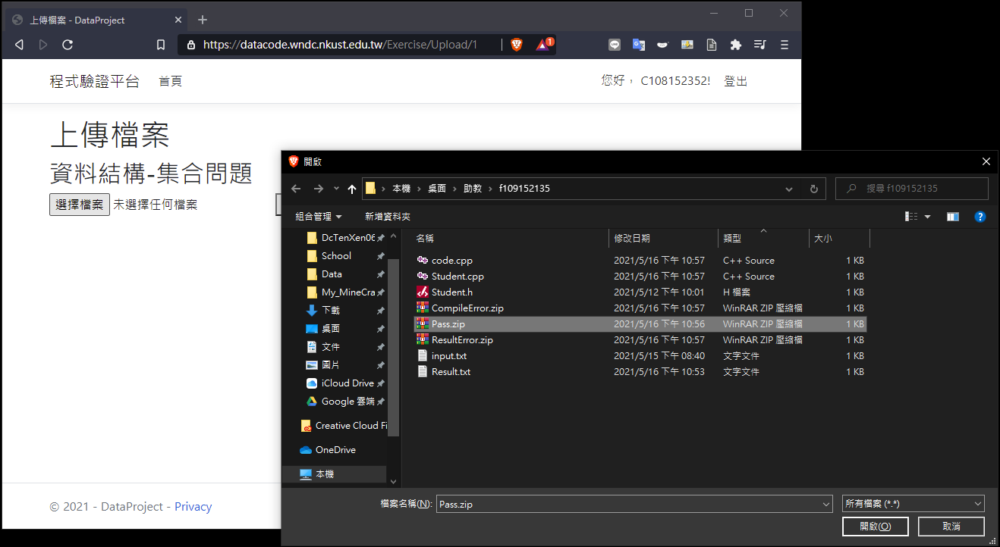 上傳檔案 - DataProject
https://datacode.wndc.nkust.edu.tw/Exercise/Upload/1
1
程式驗證平台 首頁 您好， C108152352! 登出
上傳檔案
資料結構-集合問題
選擇檔案 未選擇任何檔案
© 2021 - DataProject - Privacy
開啟
本機 › 桌面 › 助教 › f109152135
搜尋 f109152135
組合管理 新增資料夾
DcTenXen06
School
Data
My_MineCra
下載
桌面
文件
圖片
iCloud Drive
Google 雲端
Creative Cloud Fi
OneDrive
本機
名稱 修改日期 類型 大小
code.cpp 2021/5/16 下午 10:57 C++ Source 1 KB
Student.cpp 2021/5/16 下午 10:57 C++ Source 1 KB
Student.h 2021/5/12 下午 10:01 H 檔案 1 KB
CompileError.zip 2021/5/16 下午 10:57 WinRAR ZIP 壓縮檔 1 KB
Pass.zip 2021/5/16 下午 10:56 WinRAR ZIP 壓縮檔 1 KB
ResultError.zip 2021/5/16 下午 10:57 WinRAR ZIP 壓縮檔 1 KB
input.txt 2021/5/15 下午 08:40 文字文件 1 KB
Result.txt 2021/5/16 下午 10:53 文字文件 1 KB
檔案名稱(N): Pass.zip 所有檔案 (*.*)
開啟(O) 取消